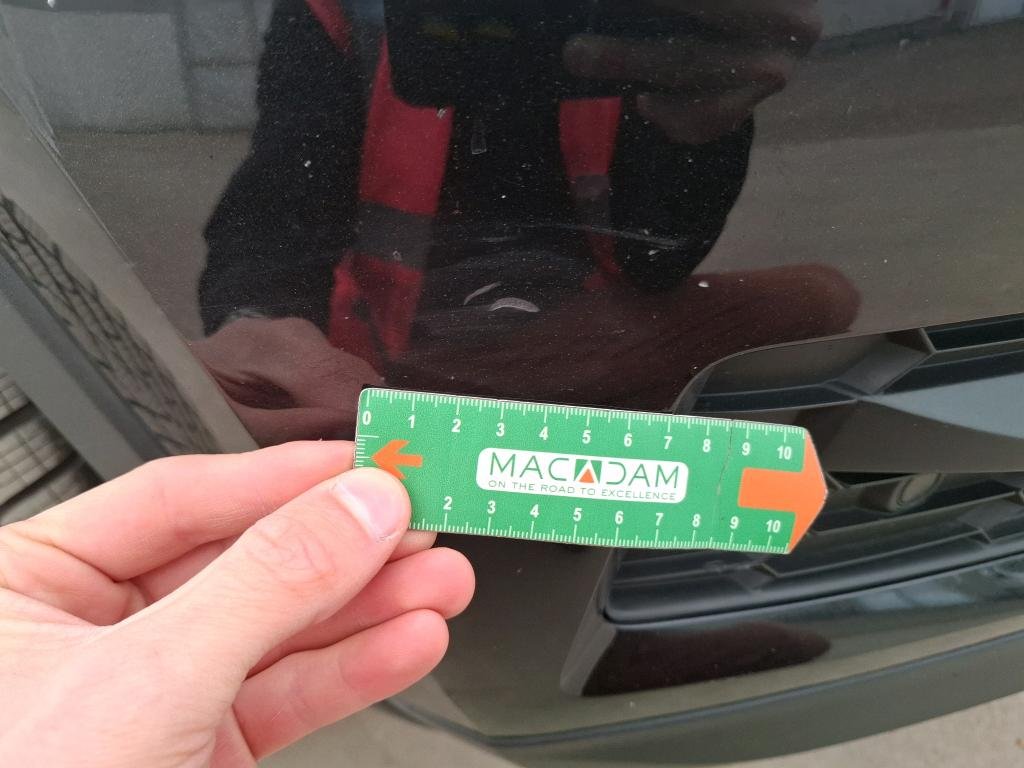 0 1 2 3 4 5 6 7 8 9 10
MACADAM
ON THE ROAD TO EXCELLENCE
2 3 4 5 6 7 8 9 10